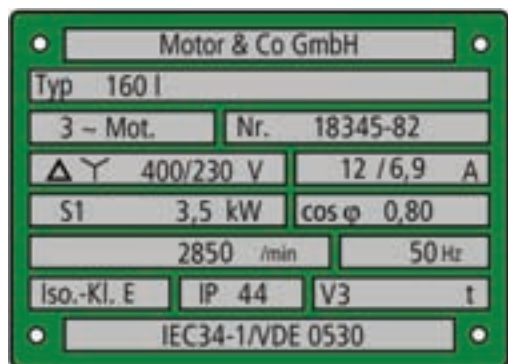 Motor & Co GmbH
Typ 160 l
3 ~ Mot. Nr. 18345-82
Δ Y 400/230 V 12 / 6,9 A
S1 3,5 kW cos φ 0,80
2850 /min 50 Hz
Iso.-Kl. E IP 44 V3 t
IEC34-1/VDE 0530